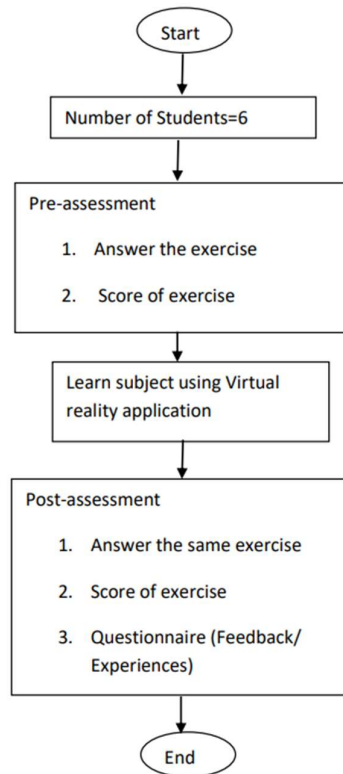 Start
Number of Students=6
Pre-assessment
1. Answer the exercise
2. Score of exercise
Learn subject using Virtual
reality application
Post-assessment
1. Answer the same exercise
2. Score of exercise
3. Questionnaire (Feedback/
Experiences)
End